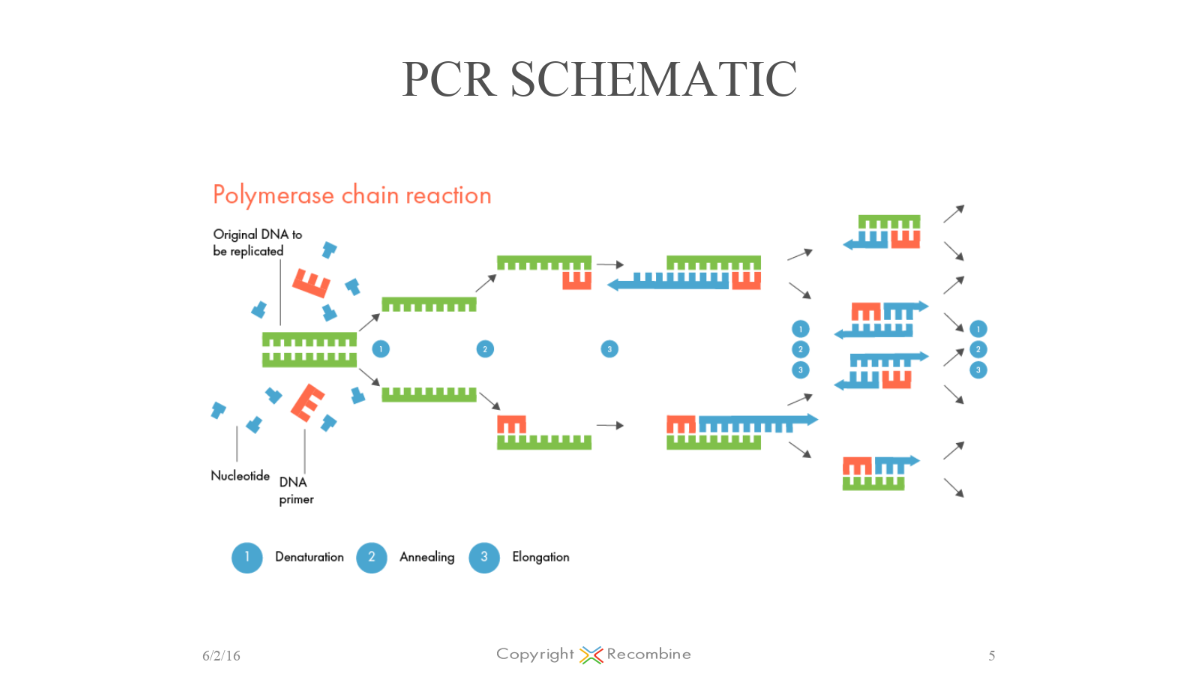 PCR SCHEMATIC
Polymerase chain reaction
Original DNA to
be replicated
1
2
3
1
2
3
1
2
3
Nucleotide
DNA
primer
1 Denaturation 2 Annealing 3 Elongation
6/2/16 Copyright Recombine 5